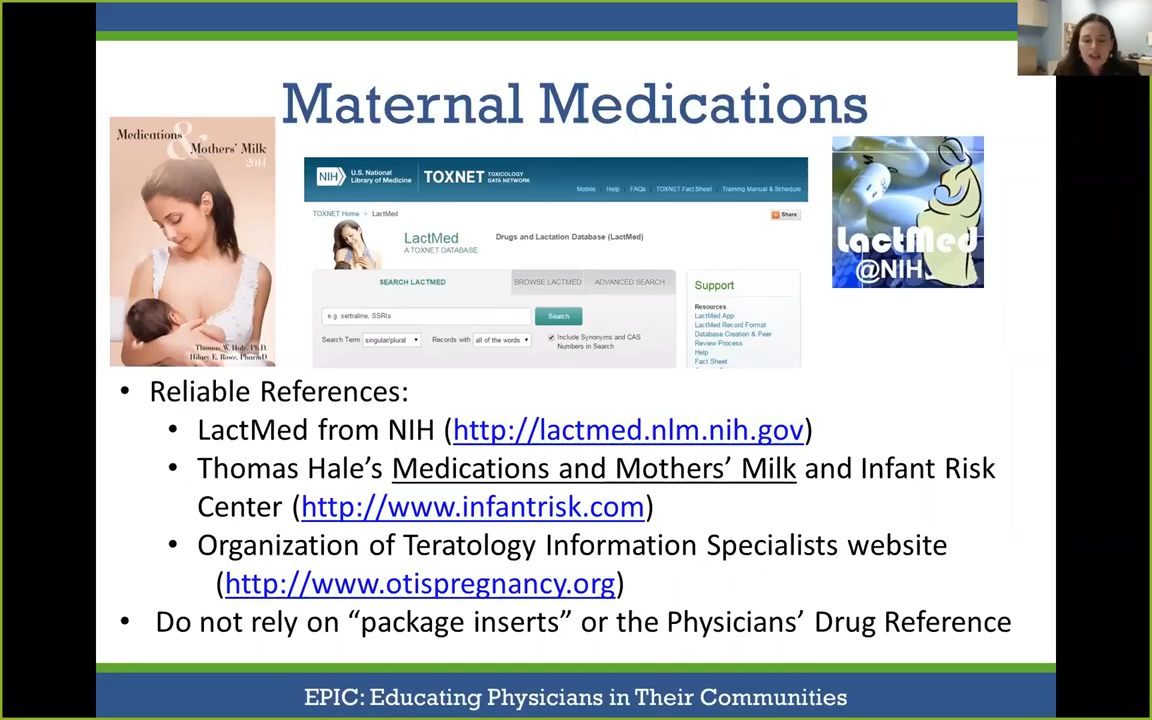 Maternal Medications
Medications
&
Mothers' Milk
2014
Thomas W. Hale, Ph.D.
Hilary E. Rowe, PharmD
NIH
U.S. National
Library of Medicine
TOXNET
TOXICOLOGY
DATA NETWORK
Mobile Help FAQs TOXNET Fact Sheet Training Manual & Schedule
TOXNET Home > LactMed
Share
LactMed
A TOXNET DATABASE
Drugs and Lactation Database (LactMed)
SEARCH LACTMED BROWSE LACTMED ADVANCED SEARCH
e.g. sertraline, SSRIs
Search
Search Term singular/plural Records with all of the words Include Synonyms and CAS
Numbers in Search
Support
Resources
LactMed App
LactMed Record Format
Database Creation & Peer
Review Process
Help
Fact Sheet
LactMed
@NIH
• Reliable References:
• LactMed from NIH (http://lactmed.nlm.nih.gov)
• Thomas Hale's Medications and Mothers' Milk and Infant Risk
Center (http://www.infantrisk.com)
• Organization of Teratology Information Specialists website
(http://www.otispregnancy.org)
• Do not rely on “package inserts” or the Physicians’ Drug Reference
EPIC: Educating Physicians in Their Communities